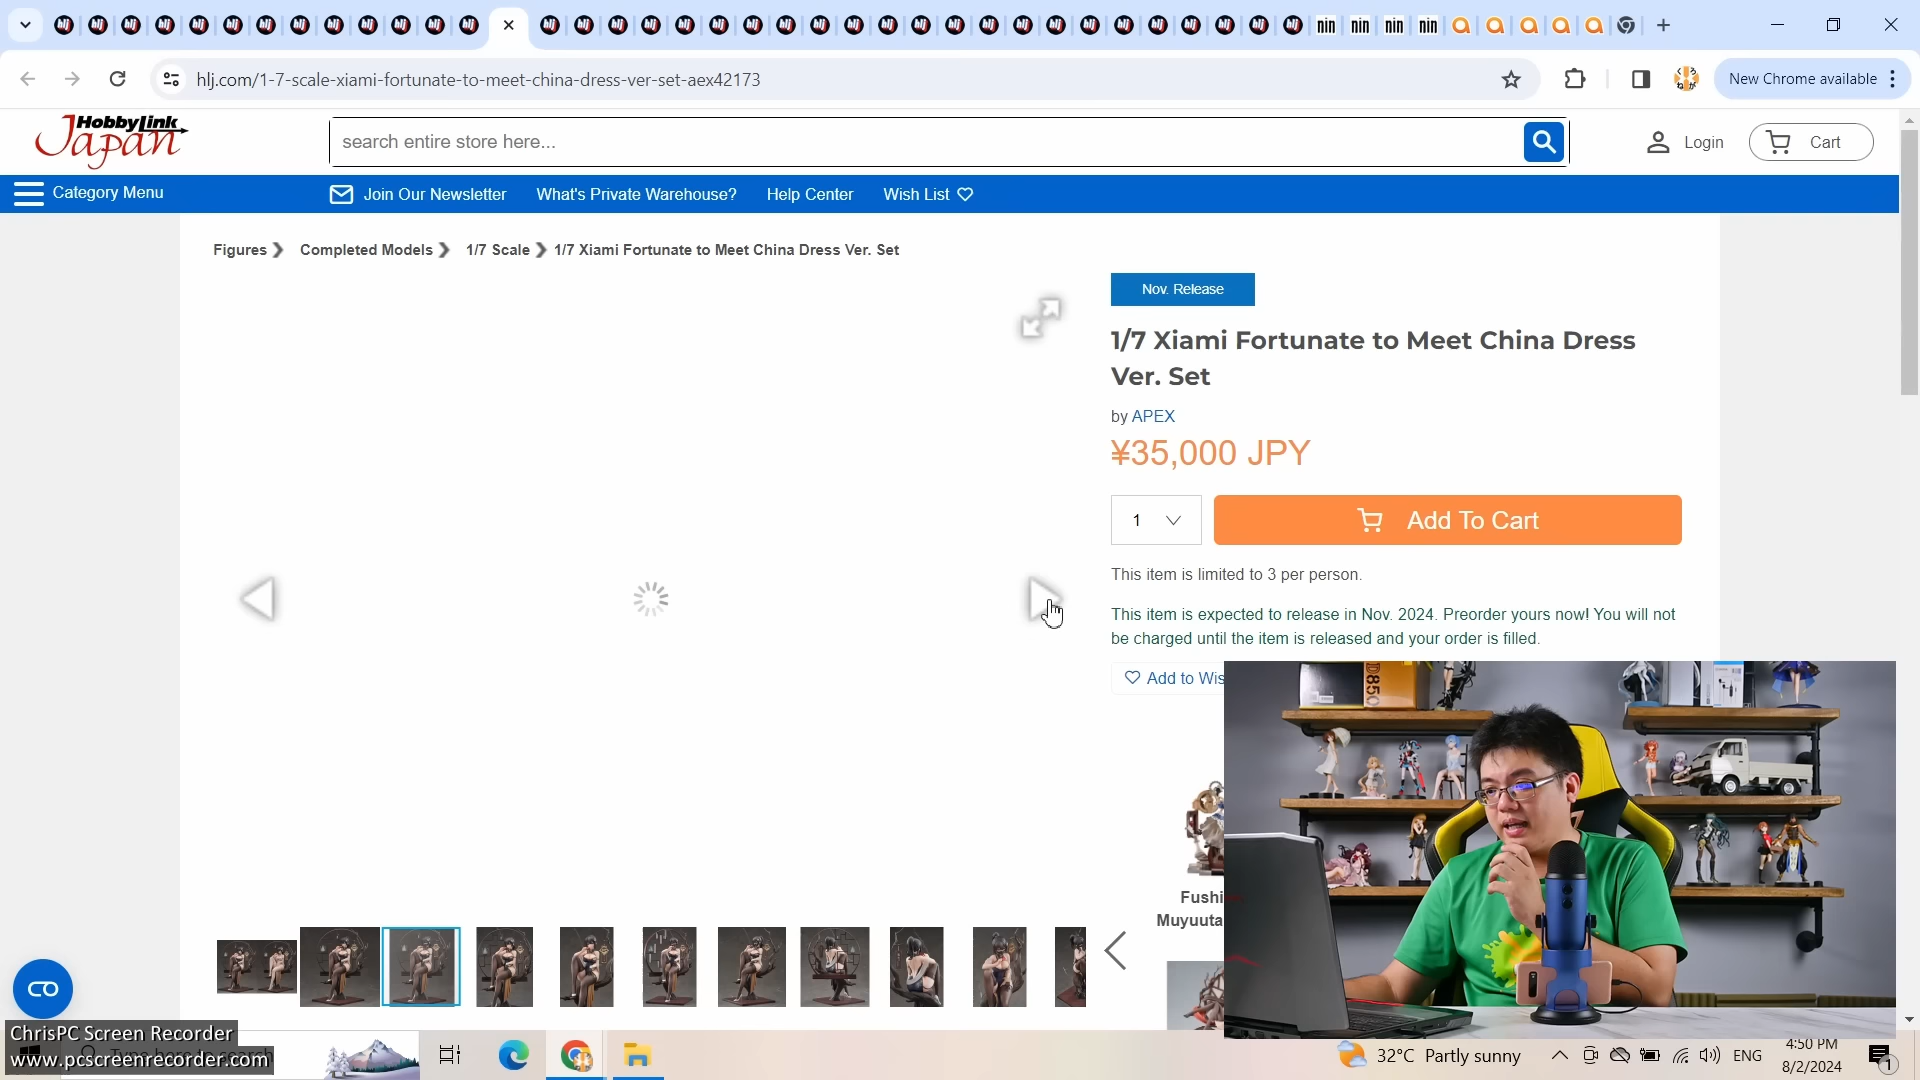 hlj.com/1-7-scale-xiami-fortunate-to-meet-china-dress-ver-set-aex42173
New Chrome available
HobbyLink
Japan
search entire store here...
Login
Cart
Category Menu
Join Our Newsletter
What's Private Warehouse?
Help Center
Wish List
Figures
Completed Models
1/7 Scale
1/7 Xiami Fortunate to Meet China Dress Ver. Set
Nov. Release
1/7 Xiami Fortunate to Meet China Dress
Ver. Set
by APEX
¥35,000 JPY
1
Add To Cart
This item is limited to 3 per person.
This item is expected to release in Nov. 2024. Preorder yours now! You will not
be charged until the item is released and your order is filled.
Add to Wis
D850
Fushi
Muyuuta
ChrisPC Screen Recorder
www.pcscreenrecorder.com
32°C Partly sunny
ENG
4:50 PM
8/2/2024
1